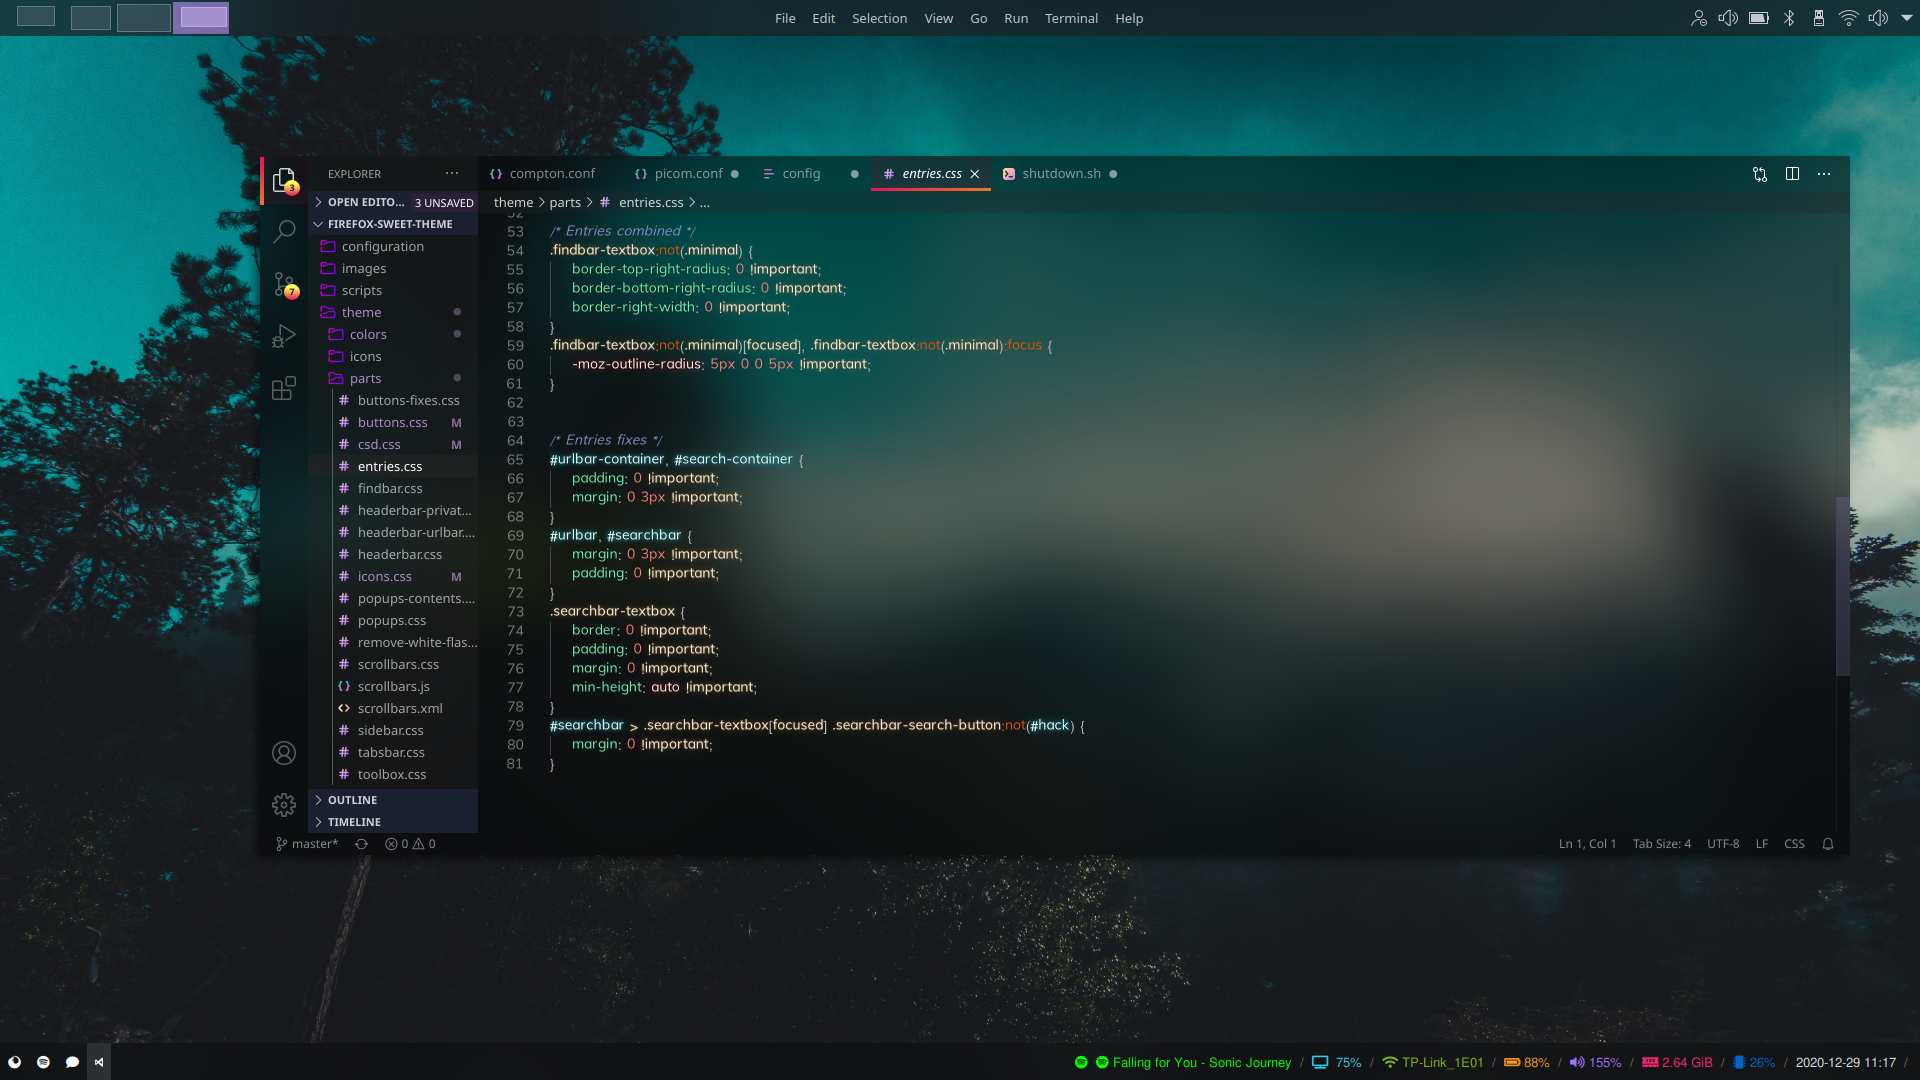 File Edit Selection View Go Run Terminal Help
EXPLORER ···
compton.conf picom.conf config # entries.css shutdown.sh
OPEN EDITO... 3 UNSAVED
theme > parts > # entries.css > ...
FIREFOX-SWEET-THEME
configuration
images
scripts
theme
colors
icons
parts
# buttons-fixes.css
# buttons.css M
# csd.css M
# entries.css
# findbar.css
# headerbar-privat...
# headerbar-urlbar....
# headerbar.css
# icons.css M
# popups-contents....
# popups.css
# remove-white-flas...
# scrollbars.css
scrollbars.js
scrollbars.xml
# sidebar.css
# tabsbar.css
# toolbox.css
OUTLINE
TIMELINE
3
7
52
53 /* Entries combined */
54 .findbar-textbox:not(.minimal) {
55 border-top-right-radius: 0 !important;
56 border-bottom-right-radius: 0 !important;
57 border-right-width: 0 !important;
58 }
59 .findbar-textbox:not(.minimal)[focused], .findbar-textbox:not(.minimal):focus {
60 -moz-outline-radius: 5px 0 0 5px !important;
61 }
62
63
64 /* Entries fixes */
65 #urlbar-container, #search-container {
66 padding: 0 !important;
67 margin: 0 3px !important;
68 }
69 #urlbar, #searchbar {
70 margin: 0 3px !important;
71 padding: 0 !important;
72 }
73 .searchbar-textbox {
74 border: 0 !important;
75 padding: 0 !important;
76 margin: 0 !important;
77 min-height: auto !important;
78 }
79 #searchbar > .searchbar-textbox[focused] .searchbar-search-button:not(#hack) {
80 margin: 0 !important;
81 }
master* 0 0 Ln 1, Col 1 Tab Size: 4 UTF-8 LF CSS
Falling for You - Sonic Journey / 75% / TP-Link_1E01 / 88% / 155% / 2.64 GiB / 26% / 2020-12-29 11:17 /